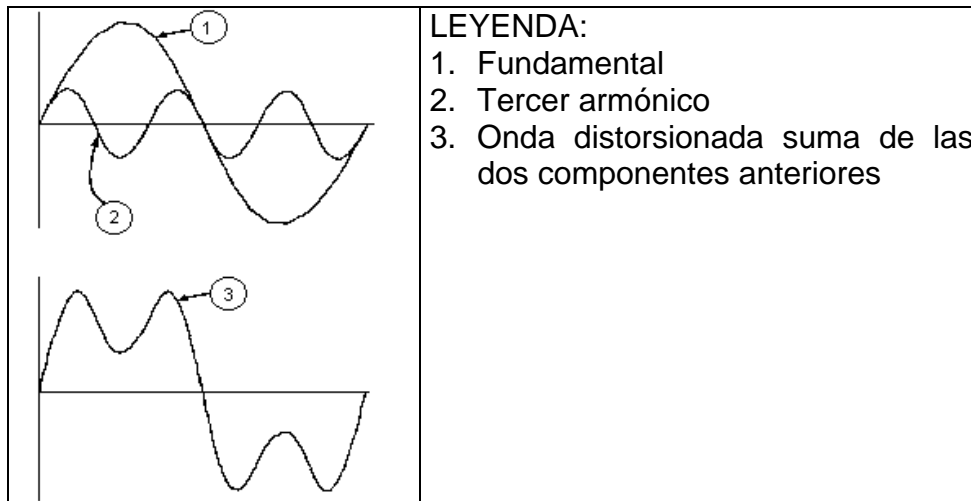 1
2
3
LEYENDA:
1. Fundamental
2. Tercer armónico
3. Onda distorsionada suma de las
dos componentes anteriores